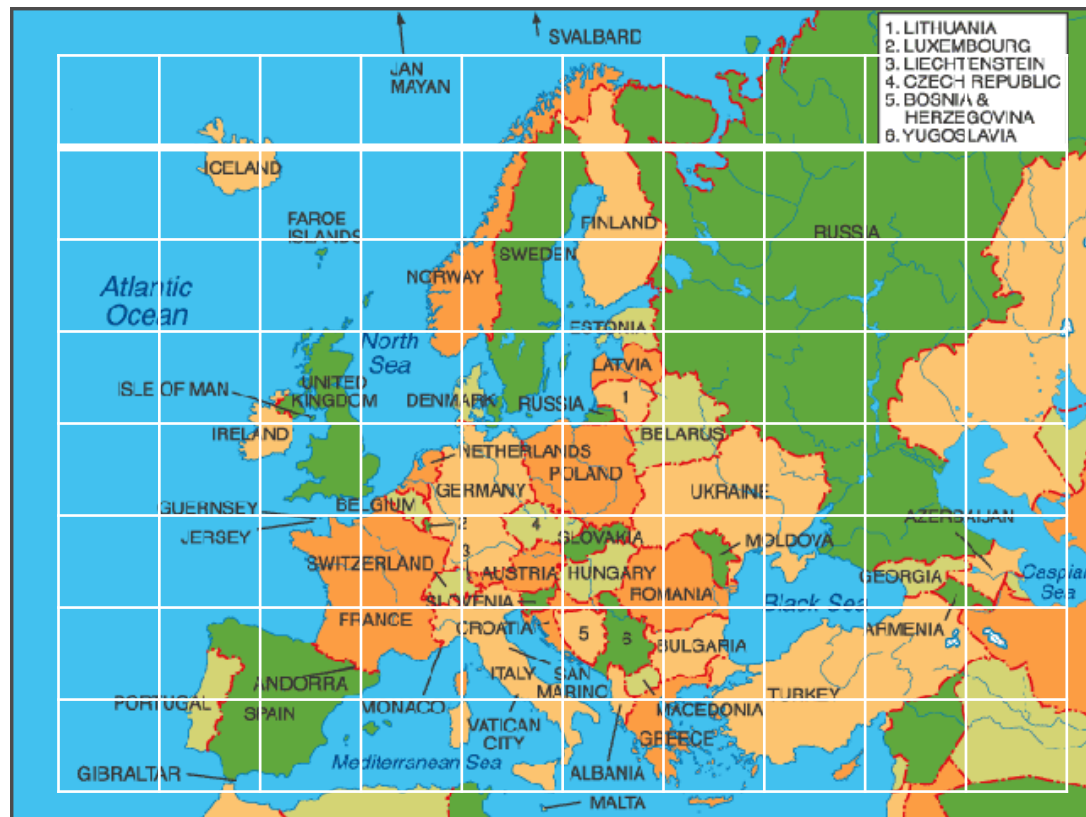 SVALBARD
JAN
MAYAN
1. LITHUANIA
2. LUXEMBOURG
3. LIECHTENSTEIN
4. CZECH REPUBLIC
5. BOSNIA &
HERZEGOVINA
6. YUGOSLAVIA
ICELAND
FAROE
ISLANDS
FINLAND
RUSSIA
SWEDEN
NORWAY
Atlantic
Ocean
ESTONIA
North
Sea
LATVIA
ISLE OF MAN
UNITED
KINGDOM
DENMARK
RUSSIA
1
IRELAND
BELARUS
NETHERLANDS
POLAND
GERMANY
UKRAINE
BELGIUM
GUERNSEY
JERSEY
2
4
SLOVAKIA
MOLDOVA
AZERBAIJAN
3
SWITZERLAND
AUSTRIA
HUNGARY
GEORGIA
Caspian
Sea
SLOVENIA
ROMANIA
Black Sea
FRANCE
CROATIA
5
6
BULGARIA
ARMENIA
ITALY
SAN
MARINO
ANDORRA
TURKEY
PORTUGAL
SPAIN
MONACO
MACEDONIA
VATICAN
CITY
GREECE
Mediterranean Sea
GIBRALTAR
ALBANIA
MALTA